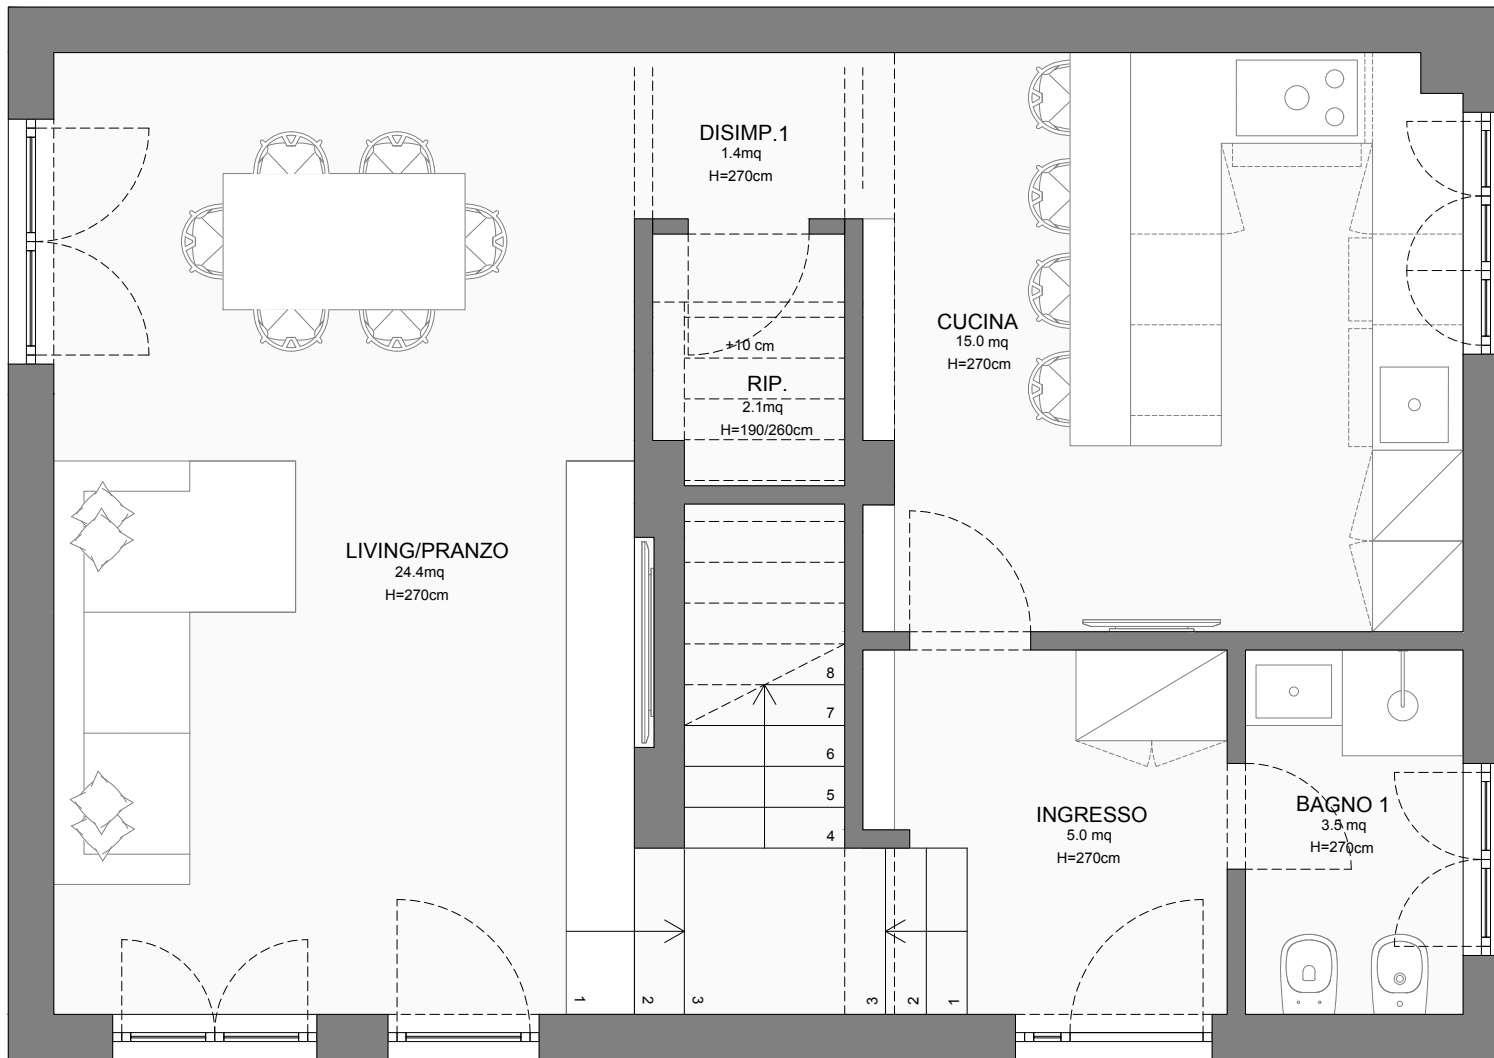 DISIMP.1
1.4mq
H=270cm
CUCINA
15.0 mq
H=270cm
+10 cm
RIP.
2.1mq
H=190/260cm
LIVING/PRANZO
24.4mq
H=270cm
8
7
6
5
4
INGRESSO
5.0 mq
H=270cm
BAGNO 1
3.5 mq
H=270cm
1
2
3
3
2
1